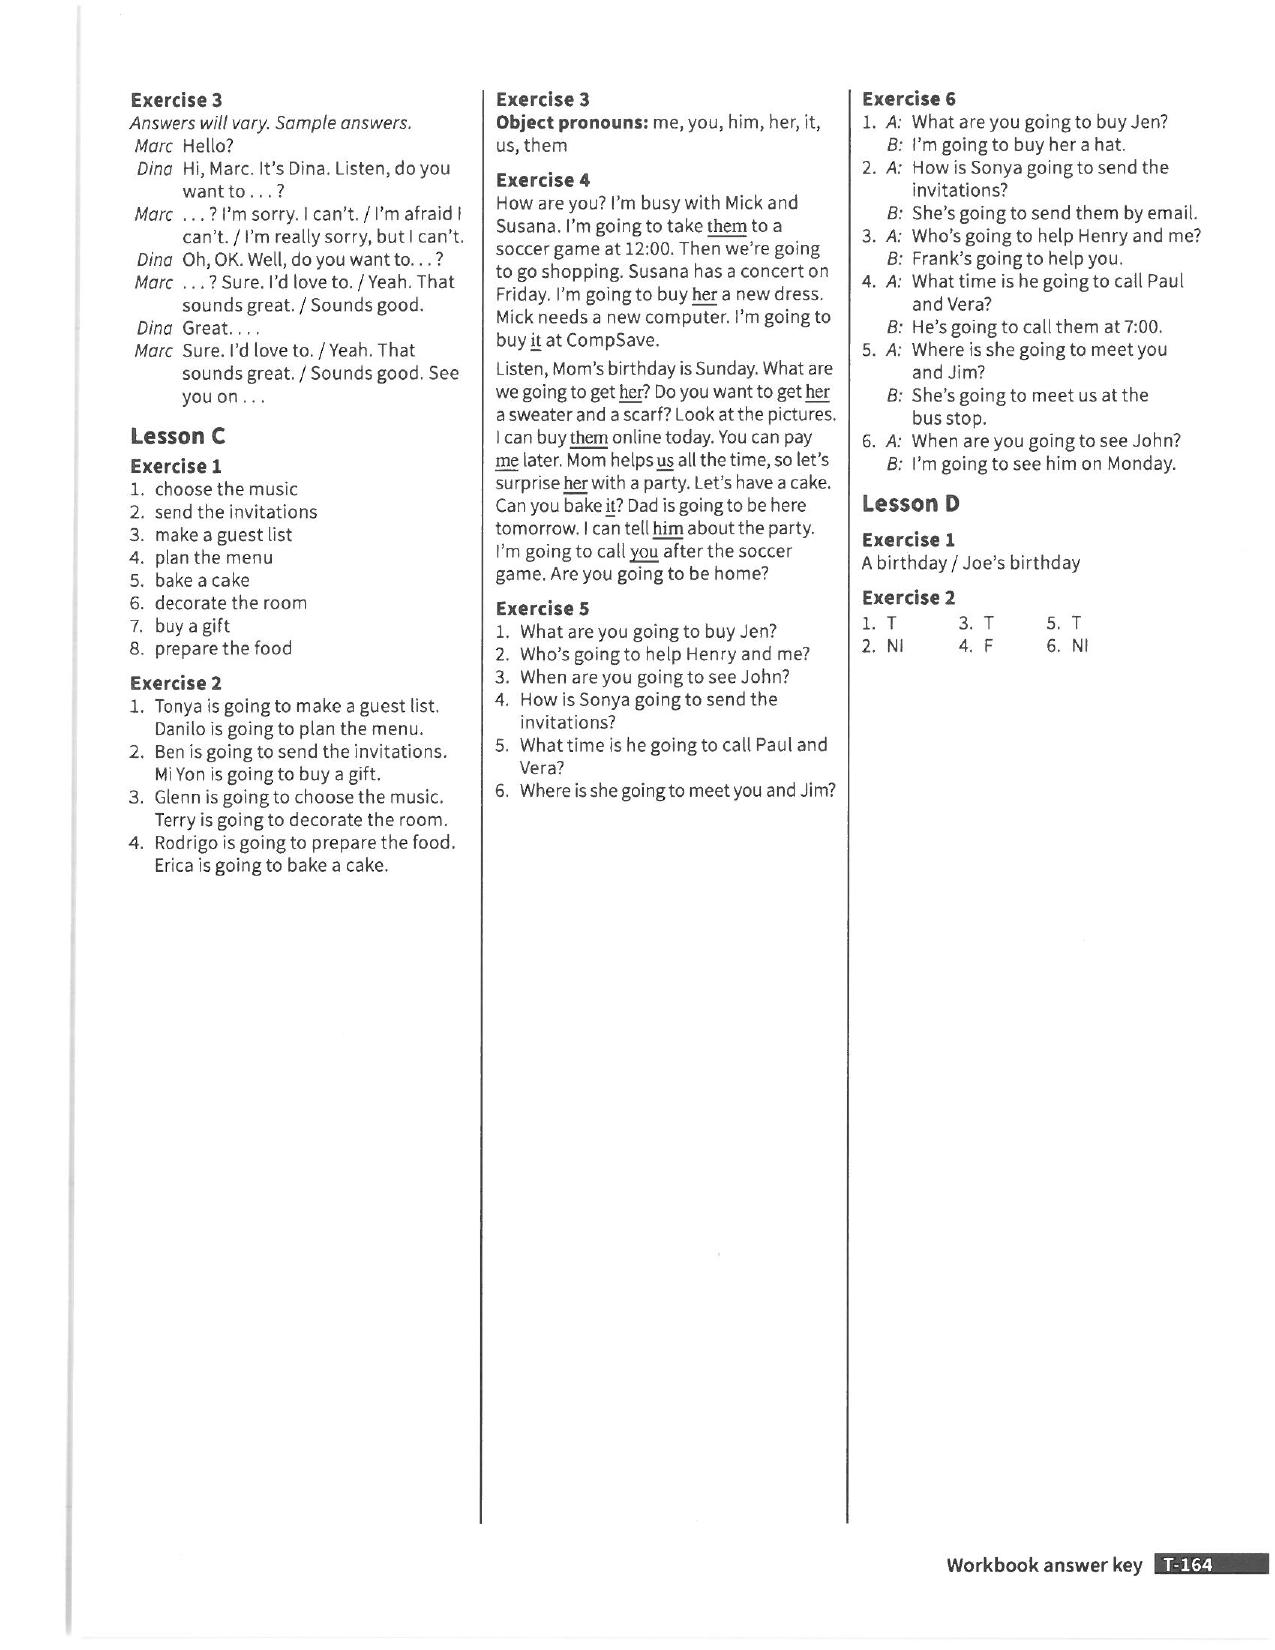 Exercise 3
Answers will vary. Sample answers.
Marc Hello?
Dina Hi, Marc. It's Dina. Listen, do you
want to . . . ?
Marc . . . ? I'm sorry. I can't. / I'm afraid I
can't. / I'm really sorry, but I can't.
Dina Oh, OK. Well, do you want to. . . ?
Marc . . . ? Sure. I'd love to. / Yeah. That
sounds great. / Sounds good.
Dina Great. . . .
Marc Sure. I'd love to. / Yeah. That
sounds great. / Sounds good. See
you on . . .
Lesson C
Exercise 1
1. choose the music
2. send the invitations
3. make a guest list
4. plan the menu
5. bake a cake
6. decorate the room
7. buy a gift
8. prepare the food
Exercise 2
1. Tonya is going to make a guest list.
Danilo is going to plan the menu.
2. Ben is going to send the invitations.
Mi Yon is going to buy a gift.
3. Glenn is going to choose the music.
Terry is going to decorate the room.
4. Rodrigo is going to prepare the food.
Erica is going to bake a cake.
Exercise 3
Object pronouns: me, you, him, her, it,
us, them
Exercise 4
How are you? I'm busy with Mick and
Susana. I'm going to take them to a
soccer game at 12:00. Then we're going
to go shopping. Susana has a concert on
Friday. I'm going to buy her a new dress.
Mick needs a new computer. I'm going to
buy it at CompSave.
Listen, Mom's birthday is Sunday. What are
we going to get her? Do you want to get her
a sweater and a scarf? Look at the pictures.
I can buy them online today. You can pay
me later. Mom helps us all the time, so let's
surprise her with a party. Let's have a cake.
Can you bake it? Dad is going to be here
tomorrow. I can tell him about the party.
I'm going to call you after the soccer
game. Are you going to be home?
Exercise 5
1. What are you going to buy Jen?
2. Who's going to help Henry and me?
3. When are you going to see John?
4. How is Sonya going to send the
invitations?
5. What time is he going to call Paul and
Vera?
6. Where is she going to meet you and Jim?
Exercise 6
1. A: What are you going to buy Jen?
B: I'm going to buy her a hat.
2. A: How is Sonya going to send the
invitations?
B: She's going to send them by email.
3. A: Who's going to help Henry and me?
B: Frank's going to help you.
4. A: What time is he going to call Paul
and Vera?
B: He's going to call them at 7:00.
5. A: Where is she going to meet you
and Jim?
B: She's going to meet us at the
bus stop.
6. A: When are you going to see John?
B: I'm going to see him on Monday.
Lesson D
Exercise 1
A birthday / Joe's birthday
Exercise 2
1. T 3. T 5. T
2. NI 4. F 6. NI
Workbook answer key T-164